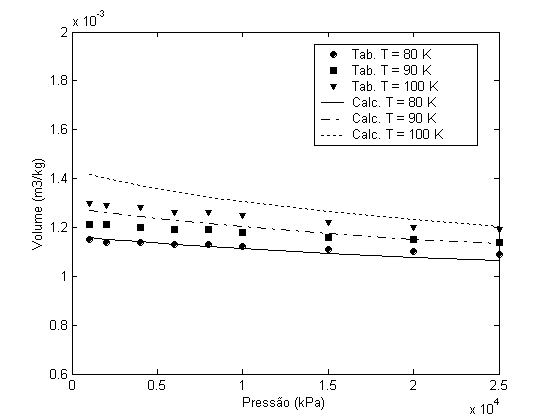 x 10^-3
2
1.8
1.6
1.4
1.2
1
0.8
0.6
Volume (m3/kg)
Tab. T = 80 K
Tab. T = 90 K
Tab. T = 100 K
Calc. T = 80 K
Calc. T = 90 K
Calc. T = 100 K
0 0.5 1 1.5 2 2.5
Pressão (kPa)
x 10^4